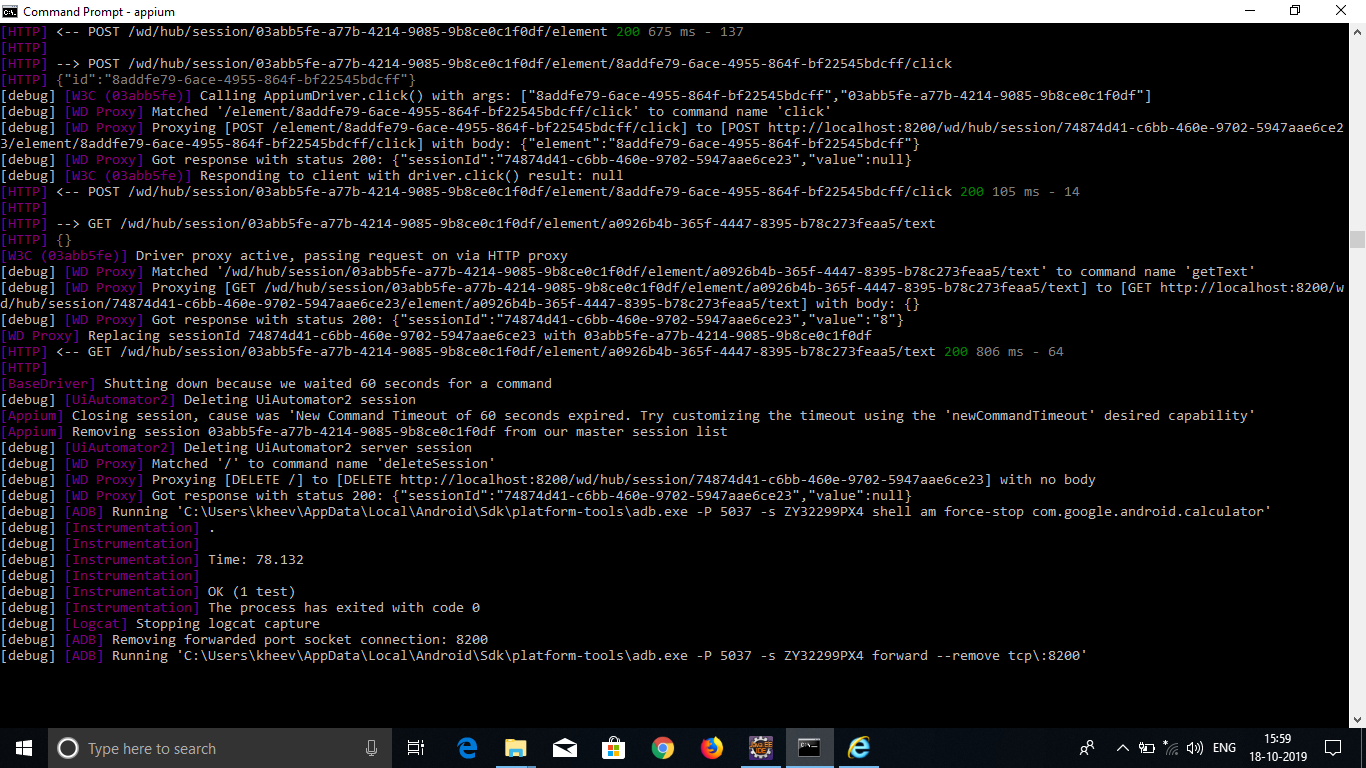 Command Prompt - appium
[HTTP] <-- POST /wd/hub/session/03abb5fe-a77b-4214-9085-9b8ce0c1f0df/element 200 675 ms - 137
[HTTP]
[HTTP] --> POST /wd/hub/session/03abb5fe-a77b-4214-9085-9b8ce0c1f0df/element/8addfe79-6ace-4955-864f-bf22545bdcff/click
[HTTP] {"id":"8addfe79-6ace-4955-864f-bf22545bdcff"}
[debug] [W3C (03abb5fe)] Calling AppiumDriver.click() with args: ["8addfe79-6ace-4955-864f-bf22545bdcff","03abb5fe-a77b-4214-9085-9b8ce0c1f0df"]
[debug] [WD Proxy] Matched '/element/8addfe79-6ace-4955-864f-bf22545bdcff/click' to command name 'click'
[debug] [WD Proxy] Proxying [POST /element/8addfe79-6ace-4955-864f-bf22545bdcff/click] to [POST http://localhost:8200/wd/hub/session/74874d41-c6bb-460e-9702-5947aae6ce2
3/element/8addfe79-6ace-4955-864f-bf22545bdcff/click] with body: {"element":"8addfe79-6ace-4955-864f-bf22545bdcff"}
[debug] [WD Proxy] Got response with status 200: {"sessionId":"74874d41-c6bb-460e-9702-5947aae6ce23","value":null}
[debug] [W3C (03abb5fe)] Responding to client with driver.click() result: null
[HTTP] <-- POST /wd/hub/session/03abb5fe-a77b-4214-9085-9b8ce0c1f0df/element/8addfe79-6ace-4955-864f-bf22545bdcff/click 200 105 ms - 14
[HTTP]
[HTTP] --> GET /wd/hub/session/03abb5fe-a77b-4214-9085-9b8ce0c1f0df/element/a0926b4b-365f-4447-8395-b78c273feaa5/text
[HTTP] {}
[W3C (03abb5fe)] Driver proxy active, passing request on via HTTP proxy
[debug] [WD Proxy] Matched '/wd/hub/session/03abb5fe-a77b-4214-9085-9b8ce0c1f0df/element/a0926b4b-365f-4447-8395-b78c273feaa5/text' to command name 'getText'
[debug] [WD Proxy] Proxying [GET /wd/hub/session/03abb5fe-a77b-4214-9085-9b8ce0c1f0df/element/a0926b4b-365f-4447-8395-b78c273feaa5/text] to [GET http://localhost:8200/w
d/hub/session/74874d41-c6bb-460e-9702-5947aae6ce23/element/a0926b4b-365f-4447-8395-b78c273feaa5/text] with body: {}
[debug] [WD Proxy] Got response with status 200: {"sessionId":"74874d41-c6bb-460e-9702-5947aae6ce23","value":"8"}
[WD Proxy] Replacing sessionId 74874d41-c6bb-460e-9702-5947aae6ce23 with 03abb5fe-a77b-4214-9085-9b8ce0c1f0df
[HTTP] <-- GET /wd/hub/session/03abb5fe-a77b-4214-9085-9b8ce0c1f0df/element/a0926b4b-365f-4447-8395-b78c273feaa5/text 200 806 ms - 64
[HTTP]
[BaseDriver] Shutting down because we waited 60 seconds for a command
[debug] [UiAutomator2] Deleting UiAutomator2 session
[Appium] Closing session, cause was 'New Command Timeout of 60 seconds expired. Try customizing the timeout using the 'newCommandTimeout' desired capability'
[Appium] Removing session 03abb5fe-a77b-4214-9085-9b8ce0c1f0df from our master session list
[debug] [UiAutomator2] Deleting UiAutomator2 server session
[debug] [WD Proxy] Matched '/' to command name 'deleteSession'
[debug] [WD Proxy] Proxying [DELETE /] to [DELETE http://localhost:8200/wd/hub/session/74874d41-c6bb-460e-9702-5947aae6ce23] with no body
[debug] [WD Proxy] Got response with status 200: {"sessionId":"74874d41-c6bb-460e-9702-5947aae6ce23","value":null}
[debug] [ADB] Running 'C:\Users\kheev\AppData\Local\Android\Sdk\platform-tools\adb.exe -P 5037 -s ZY32299PX4 shell am force-stop com.google.android.calculator'
[debug] [Instrumentation] .
[debug] [Instrumentation]
[debug] [Instrumentation] Time: 78.132
[debug] [Instrumentation]
[debug] [Instrumentation] OK (1 test)
[debug] [Instrumentation] The process has exited with code 0
[debug] [Logcat] Stopping logcat capture
[debug] [ADB] Removing forwarded port socket connection: 8200
[debug] [ADB] Running 'C:\Users\kheev\AppData\Local\Android\Sdk\platform-tools\adb.exe -P 5037 -s ZY32299PX4 forward --remove tcp\:8200'
Type here to search
ENG
15:59
18-10-2019